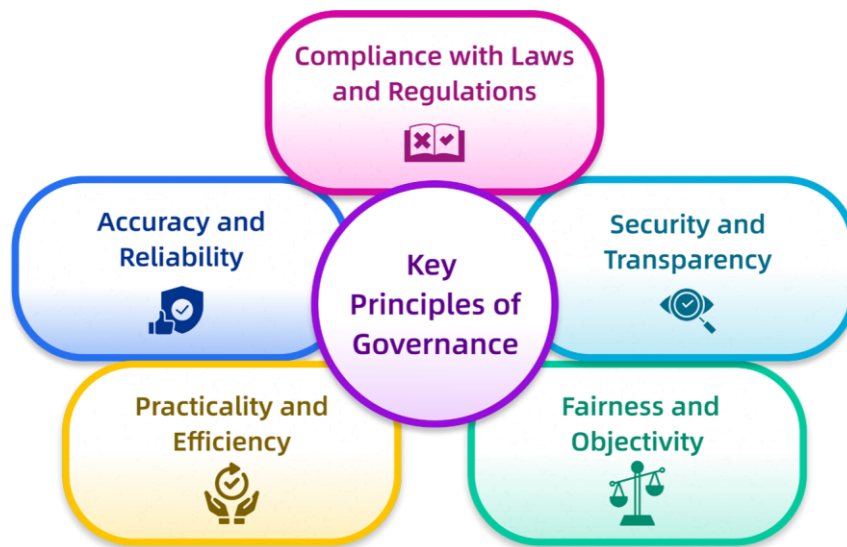 Compliance with Laws
and Regulations
Accuracy and
Reliability
Security and
Transparency
Key
Principles of
Governance
Practicality and
Efficiency
Fairness and
Objectivity